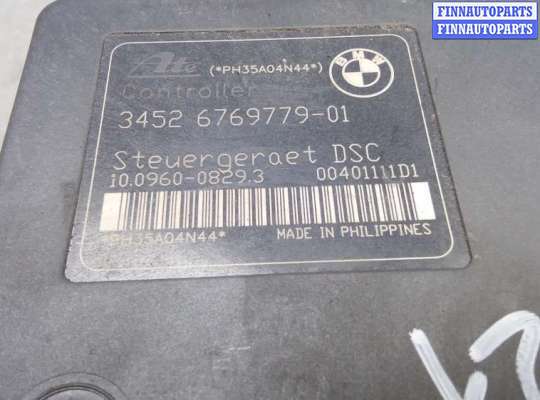 FINNAUTOPARTS
FINNAUTOPARTS
Ate (*PH35A04N44*) BMW
Controller
3452 6769779-01
Steuergeraet DSC
10.0960-0829.3 00401111D1
*PH35A04N44* MADE IN PHILIPPINES